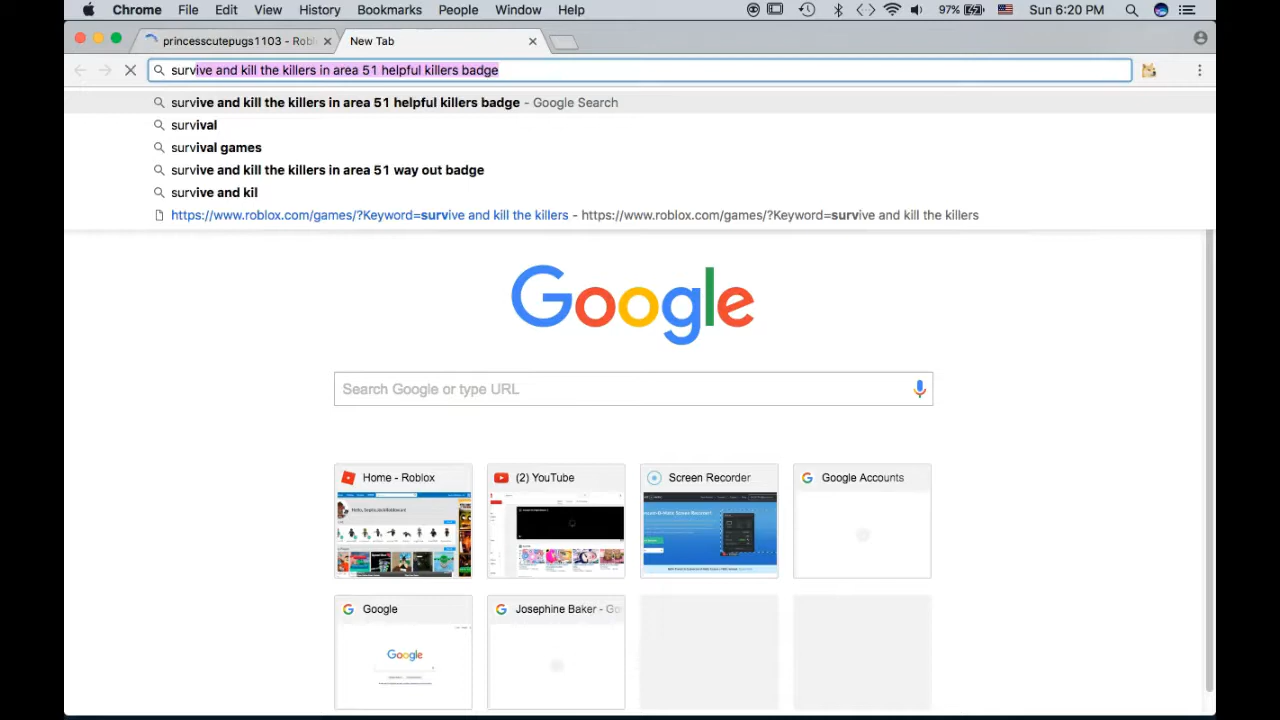 Chrome File Edit View History Bookmarks People Window Help 97% Sun 6:20 PM
princesscutepugs1103 - Robl New Tab
survive and kill the killers in area 51 helpful killers badge
survive and kill the killers in area 51 helpful killers badge - Google Search
survival
survival games
survive and kill the killers in area 51 way out badge
survive and kil
https://www.roblox.com/games/?Keyword=survive and kill the killers - https://www.roblox.com/games/?Keyword=survive and kill the killers
Google
Search Google or type URL
Home - Roblox (2) YouTube Screen Recorder Google Accounts
Google Josephine Baker - Go
Google